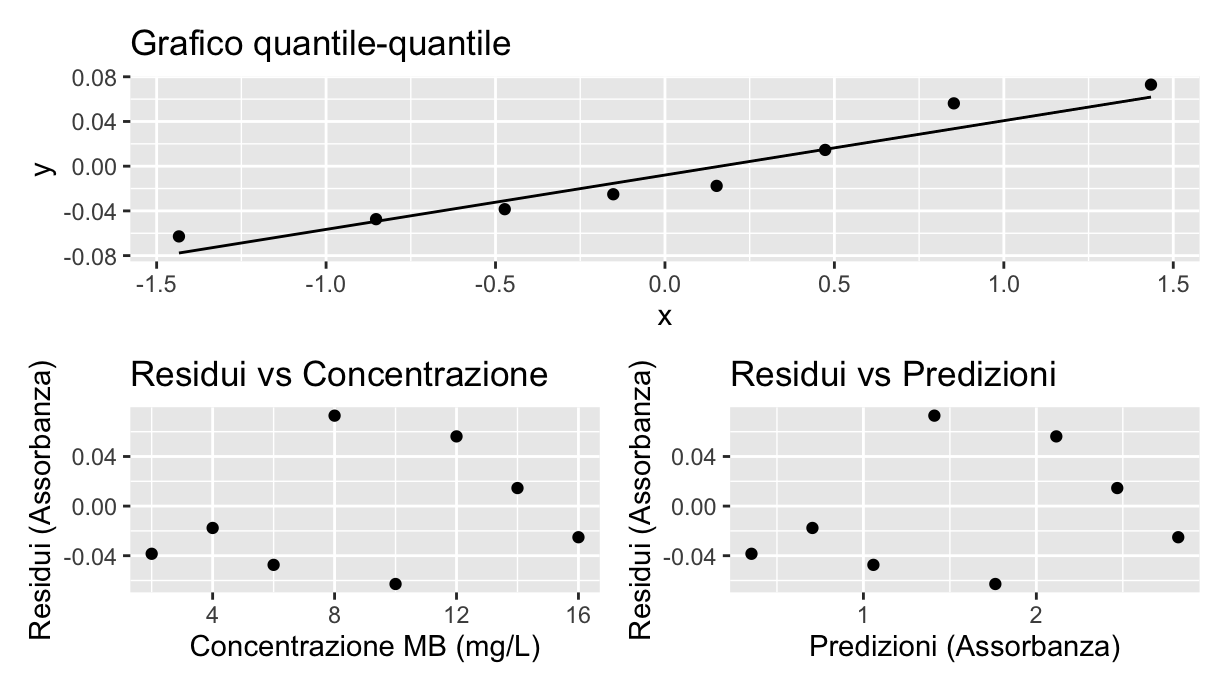 Grafico quantile-quantile
0.08
0.04
0.00
-0.04
-0.08
y
-1.5 -1.0 -0.5 0.0 0.5 1.0 1.5
x
Residui vs Concentrazione
Residui (Assorbanza)
0.04
0.00
-0.04
4 8 12 16
Concentrazione MB (mg/L)
Residui vs Predizioni
Residui (Assorbanza)
0.04
0.00
-0.04
1 2
Predizioni (Assorbanza)